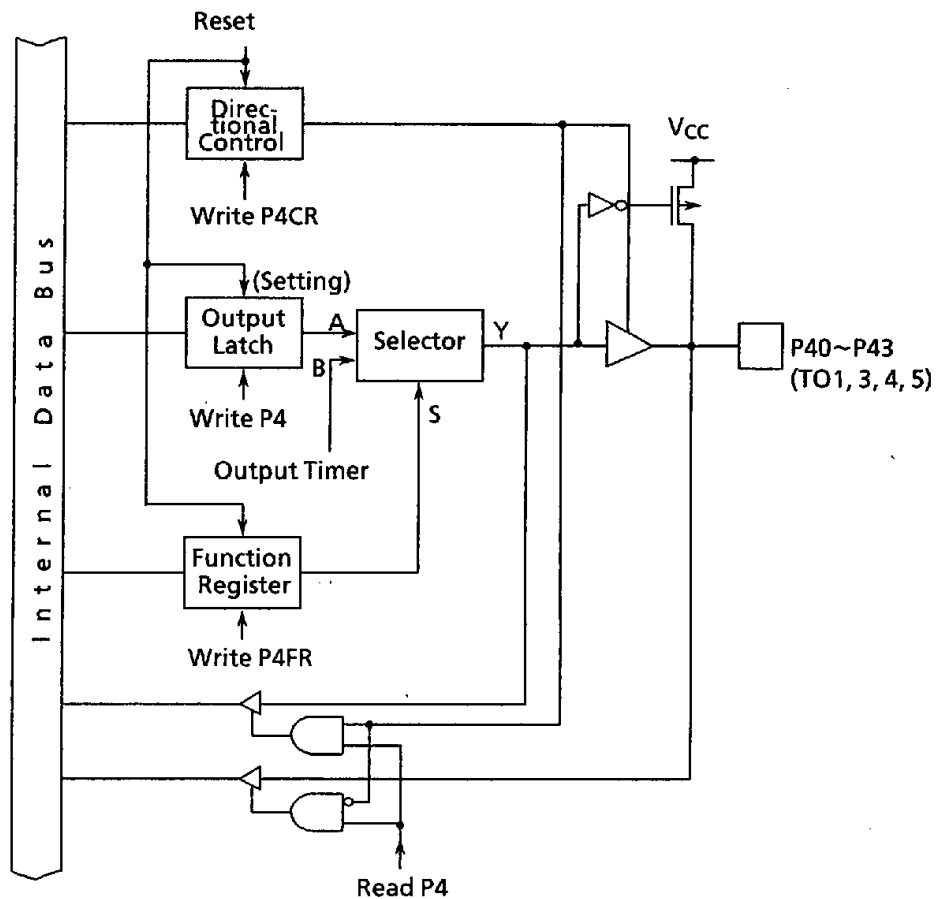 Reset
Internal Data Bus
Direc-
tional
Control
Write P4CR
VCC
(Setting)
Output
Latch
A
B
Selector
Y
S
P40~P43
(TO1, 3, 4, 5)
Write P4
Output Timer
Function
Register
Write P4FR
Read P4